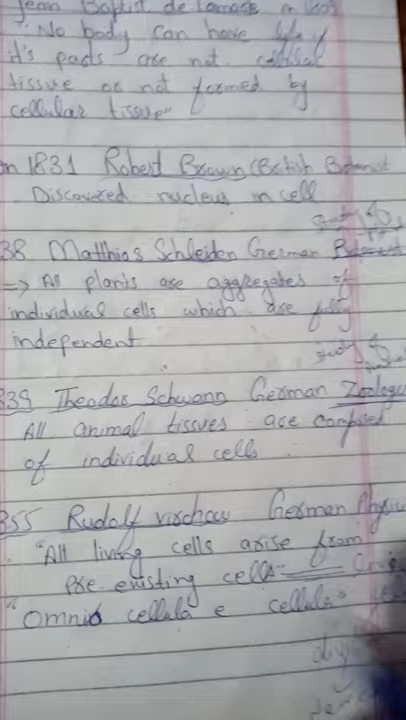 Jean Baptist de Lamarck in
"No body can have life if
it's parts are not cellular
tissue or not formed by
cellular tissue"
n 1831 Robert Brown (British Botanist
Discovered nucleus in cell
38 Matthias Schleiden German
=> All plants are aggregates of
individual cells which are fully
independent
839 Theodor Schwann German Zoologist
All animal tissues are composed
of individual cells.
855 Rudolf virchow German Physic
"All living cells arise from
pre-existing cells"
"Omnis cellula e cellula"